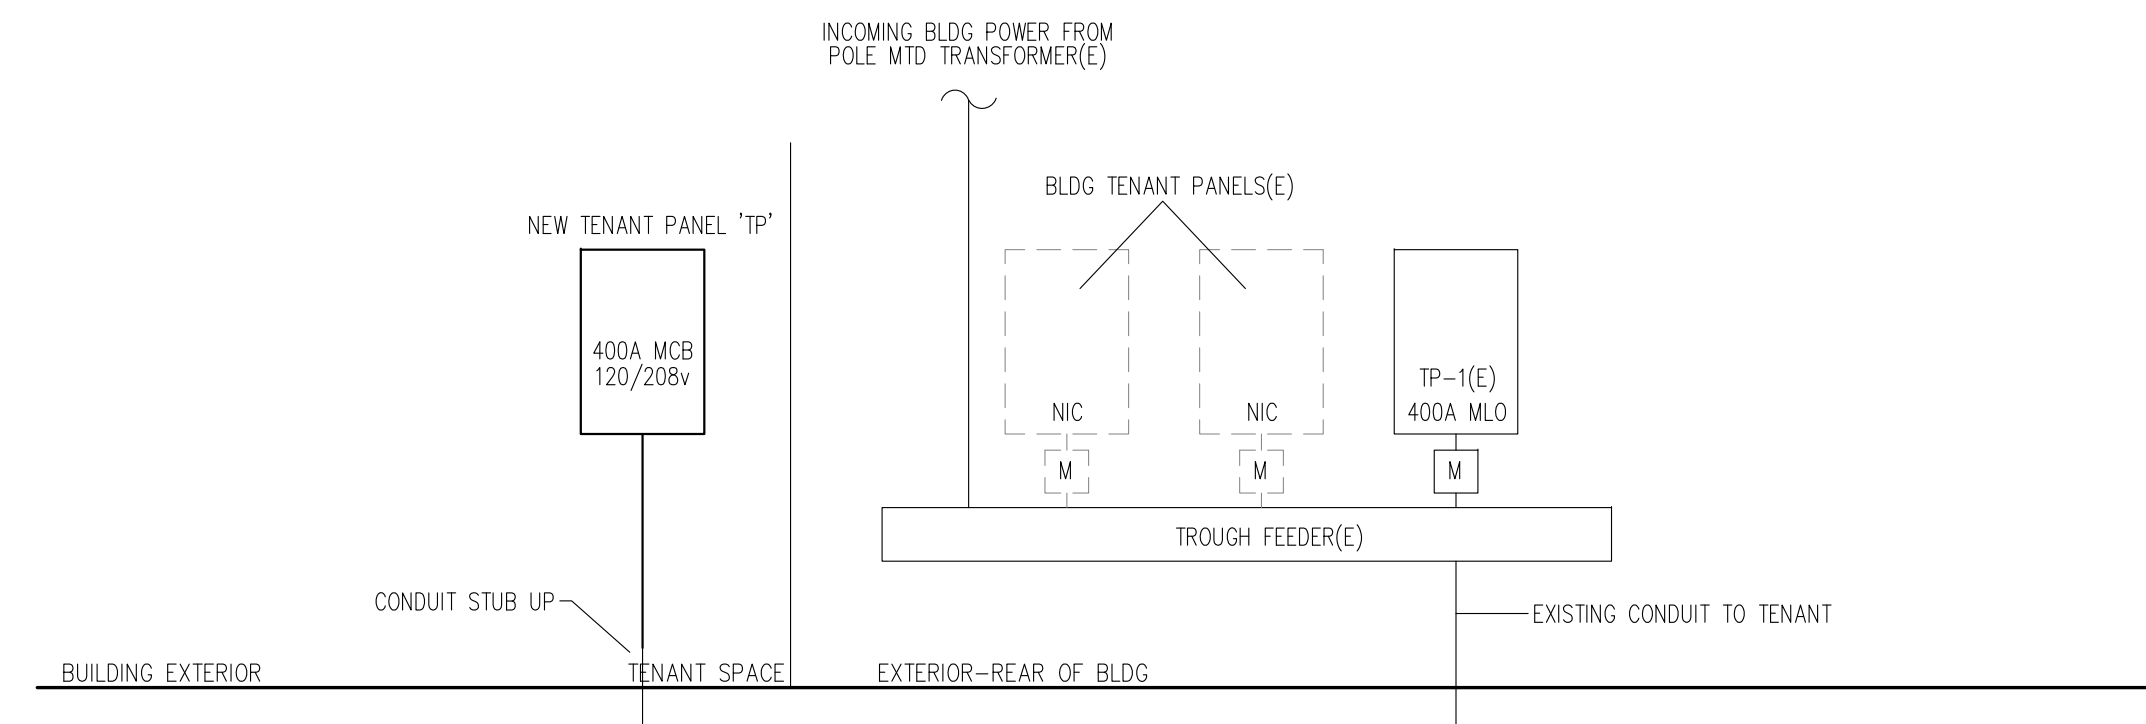 INCOMING BLDG POWER FROM
POLE MTD TRANSFORMER(E)
BLDG TENANT PANELS(E)
NEW TENANT PANEL 'TP'
400A MCB
120/208v
NIC
NIC
TP-1(E)
400A MLO
M
M
M
TROUGH FEEDER(E)
CONDUIT STUB UP
EXISTING CONDUIT TO TENANT
BUILDING EXTERIOR
TENANT SPACE
EXTERIOR-REAR OF BLDG